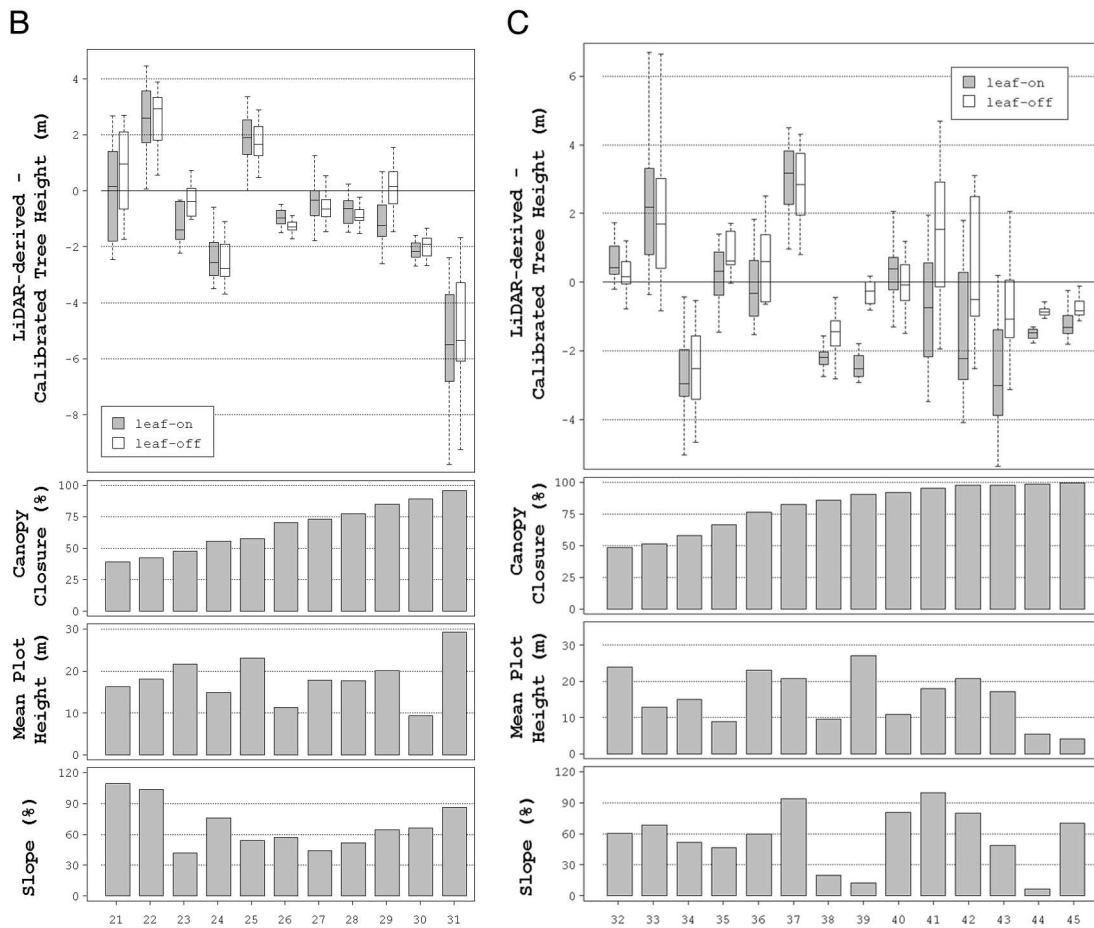 B
LiDAR-derived -
Calibrated Tree Height (m)
4
2
0
-2
-4
-6
-8
leaf-on
leaf-off
Canopy
Closure (%)
100
75
50
25
0
Mean Plot
Height (m)
30
20
10
0
Slope (%)
120
90
60
30
0
21 22 23 24 25 26 27 28 29 30 31
C
LiDAR-derived -
Calibrated Tree Height (m)
6
4
2
0
-2
-4
leaf-on
leaf-off
Canopy
Closure (%)
100
75
50
25
0
Mean Plot
Height (m)
30
20
10
0
Slope (%)
120
90
60
30
0
32 33 34 35 36 37 38 39 40 41 42 43 44 45